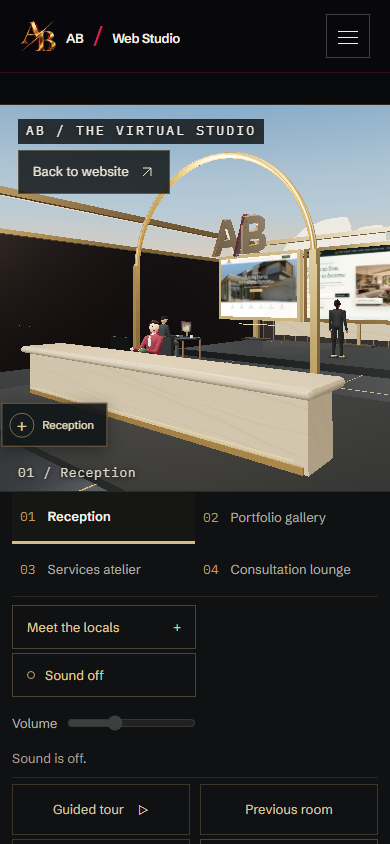 AB
AB / Web Studio
AB / THE VIRTUAL STUDIO
Back to website
AB
+ Reception
01 / Reception
01 Reception
02 Portfolio gallery
03 Services atelier
04 Consultation lounge
Meet the locals +
Sound off
Volume
Sound is off.
Guided tour
Previous room